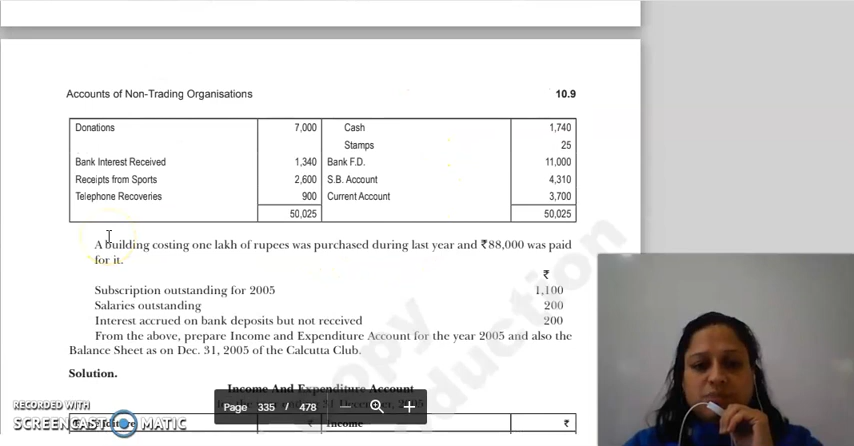 Accounts of Non-Trading Organisations 10.9
Donations 7,000 Cash 1,740
Stamps 25
Bank Interest Received 1,340 Bank F.D. 11,000
Receipts from Sports 2,600 S.B. Account 4,310
Telephone Recoveries 900 Current Account 3,700
50,025 50,025
A building costing one lakh of rupees was purchased during last year and ₹88,000 was paid
for it.
₹
Subscription outstanding for 2005 1,100
Salaries outstanding 200
Interest accrued on bank deposits but not received 200
From the above, prepare Income and Expenditure Account for the year 2005 and also the
Balance Sheet as on Dec. 31, 2005 of the Calcutta Club.
Solution.
Income And Expenditure Account
Page 335 / 478
₹ Income ₹
RECORDED WITH
SCREENCAST MATIC